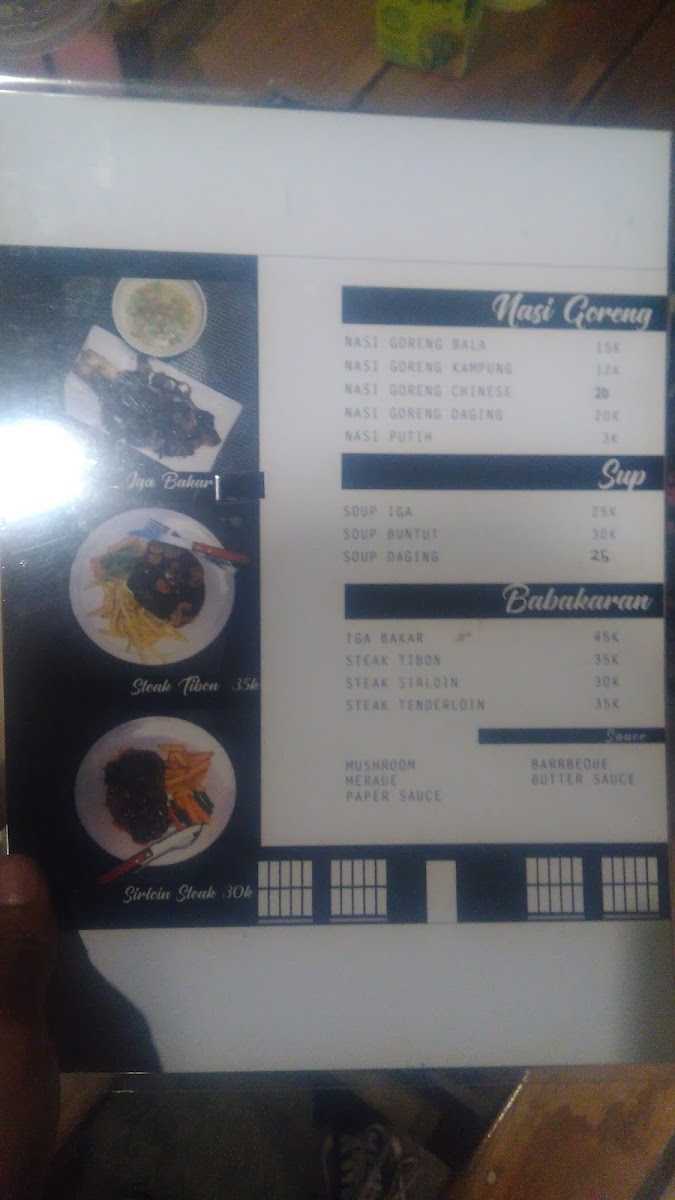 Nasi Goreng
NASI GORENG BALA 15K
NASI GORENG KAMPUNG 12K
NASI GORENG CHINESE 20
NASI GORENG DAGING 20K
NASI PUTIH 3K
Sup
SOUP IGA 25K
SOUP BUNTUT 30K
SOUP DAGING 25
Babakaran
IGA BAKAR 45K
STEAK TIBON 35K
STEAK SIRLOIN 30K
STEAK TENDERLOIN 35K
Sauce
MUSHROOM BARRBEQUE
MERAUE BUTTER SAUCE
PAPER SAUCE
Iga Bakar
Steak Tibon 35k
Sirloin Steak 30k